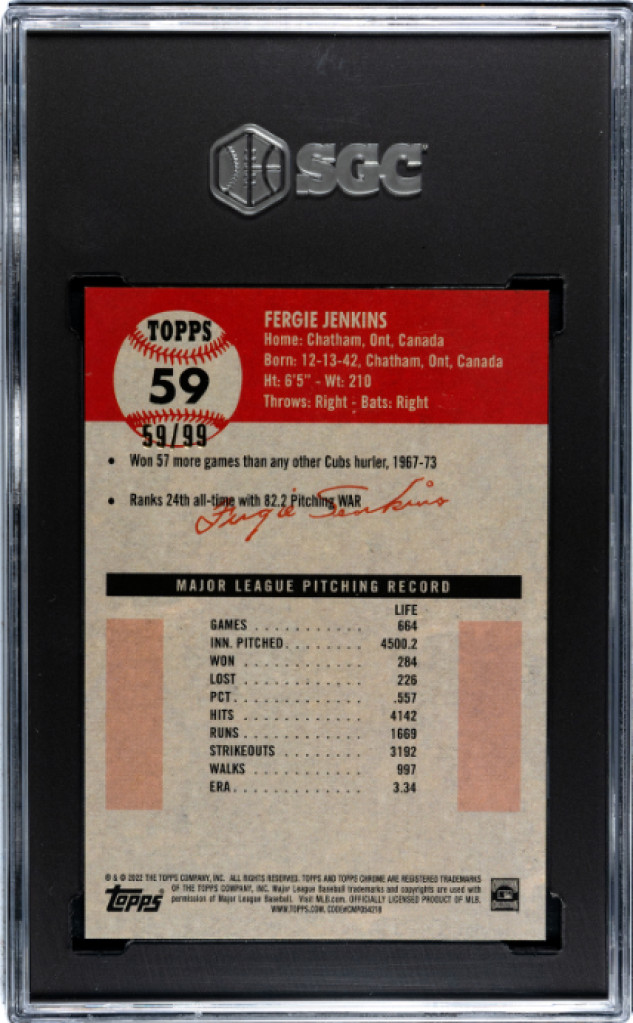 SGC
TOPPS
59
59/99
FERGIE JENKINS
Home: Chatham, Ont, Canada
Born: 12-13-42, Chatham, Ont, Canada
Ht: 6'5" - Wt: 210
Throws: Right - Bats: Right
• Won 57 more games than any other Cubs hurler, 1967-73
• Ranks 24th all-time with 82.2 Pitching WAR
Fergie Jenkins
MAJOR LEAGUE PITCHING RECORD
LIFE
GAMES . . . . . . . . . . . 664
INN. PITCHED. . . . . . . . 4500.2
WON . . . . . . . . . . . . 284
LOST . . . . . . . . . . . . 226
PCT. . . . . . . . . . . . . .557
HITS . . . . . . . . . . . . 4142
RUNS. . . . . . . . . . . . 1669
STRIKEOUTS . . . . . . . . 3192
WALKS . . . . . . . . . . . 997
ERA. . . . . . . . . . . . . 3.34
® & © 2022 THE TOPPS COMPANY, INC. ALL RIGHTS RESERVED. TOPPS AND TOPPS CHROME ARE REGISTERED TRADEMARKS
OF THE TOPPS COMPANY, INC. Major League Baseball trademarks and copyrights are used with
permission of Major League Baseball. Visit MLB.com. OFFICIALLY LICENSED PRODUCT OF MLB.
WWW.TOPPS.COM. CODE#CMP054218
Topps